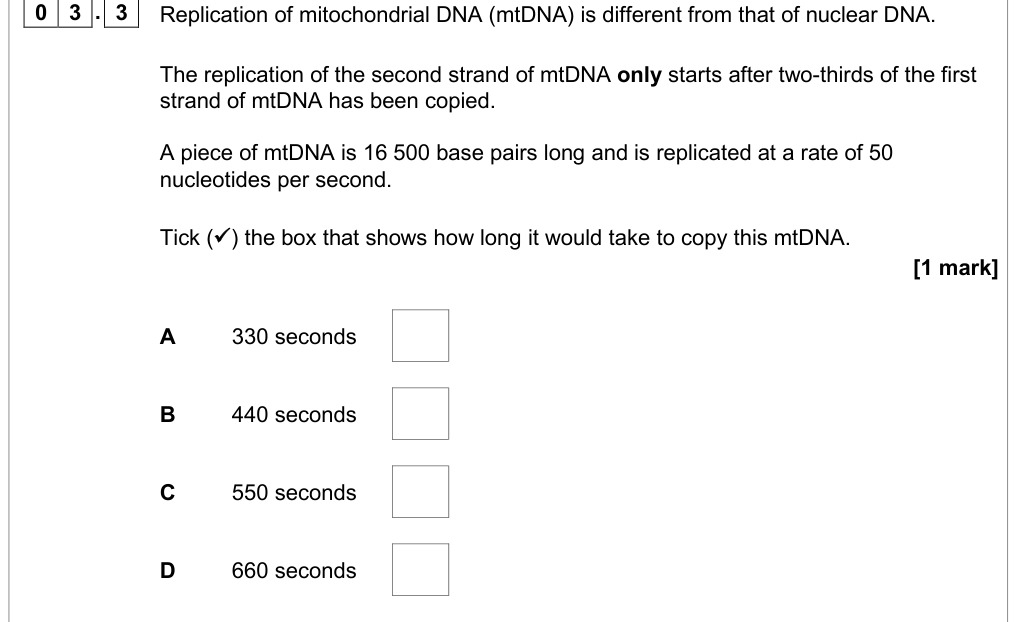 0 3 . 3 Replication of mitochondrial DNA (mtDNA) is different from that of nuclear DNA.
The replication of the second strand of mtDNA only starts after two-thirds of the first
strand of mtDNA has been copied.
A piece of mtDNA is 16 500 base pairs long and is replicated at a rate of 50
nucleotides per second.
Tick (✓) the box that shows how long it would take to copy this mtDNA.
[1 mark]
A 330 seconds
B 440 seconds
C 550 seconds
D 660 seconds